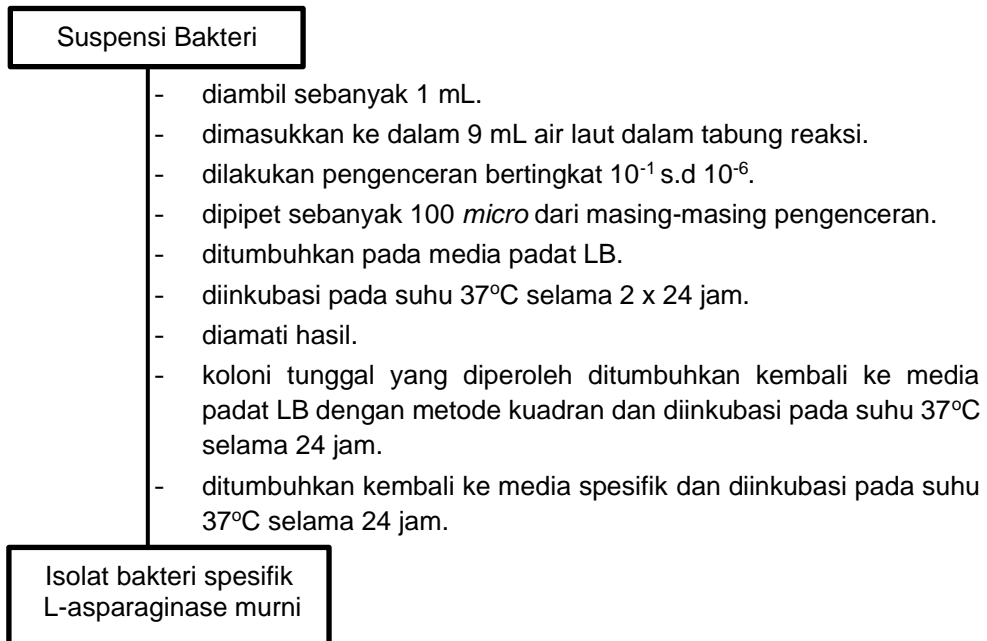 Suspensi Bakteri
- diambil sebanyak 1 mL.
- dimasukkan ke dalam 9 mL air laut dalam tabung reaksi.
- dilakukan pengenceran bertingkat 10⁻¹ s.d 10⁻⁶.
- dipipet sebanyak 100 micro dari masing-masing pengenceran.
- ditumbuhkan pada media padat LB.
- diinkubasi pada suhu 37ᵒC selama 2 x 24 jam.
- diamati hasil.
- koloni tunggal yang diperoleh ditumbuhkan kembali ke media
padat LB dengan metode kuadran dan diinkubasi pada suhu 37ᵒC
selama 24 jam.
- ditumbuhkan kembali ke media spesifik dan diinkubasi pada suhu
37ᵒC selama 24 jam.
Isolat bakteri spesifik
L-asparaginase murni